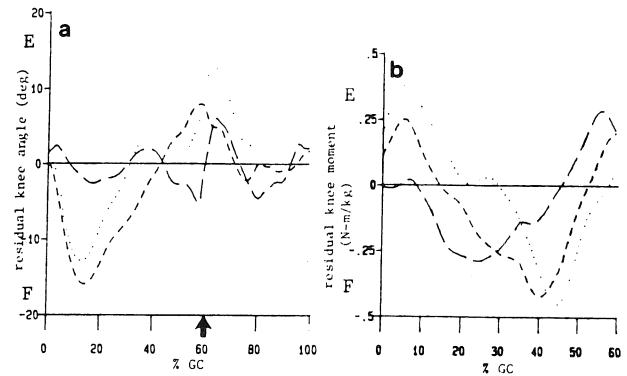 a
20
E
10
0
-10
F
-20
residual knee angle (deg)
0 20 40 60 80 100
% GC
b
.5
E
.25
0
-.25
F
-.5
residual knee moment
(N-m/kg)
0 10 20 30 40 50 60
% GC